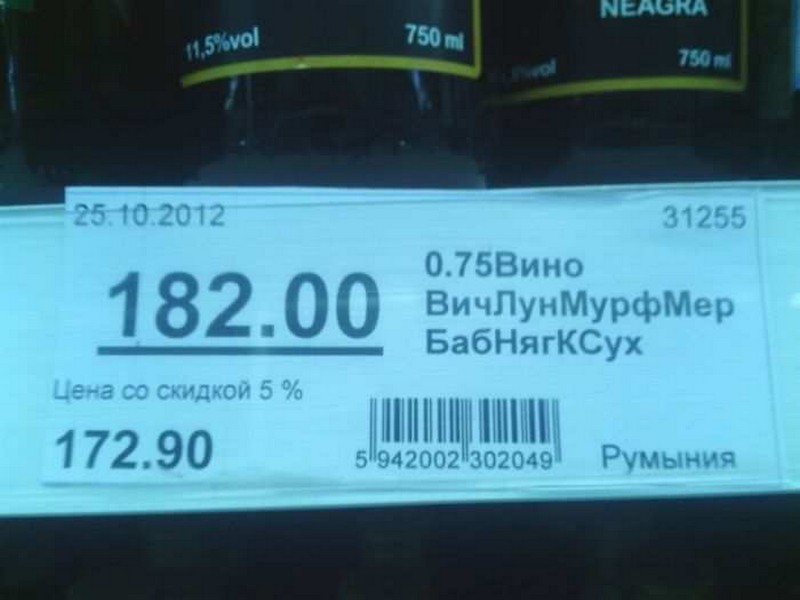 NEAGRA
11,5%vol
750 ml
750 ml
25.10.2012
31255
182.00
0.75Вино
ВичЛунМурфМер
БабНягКСух
Цена со скидкой 5 %
172.90
5 942002 302049
Румыния